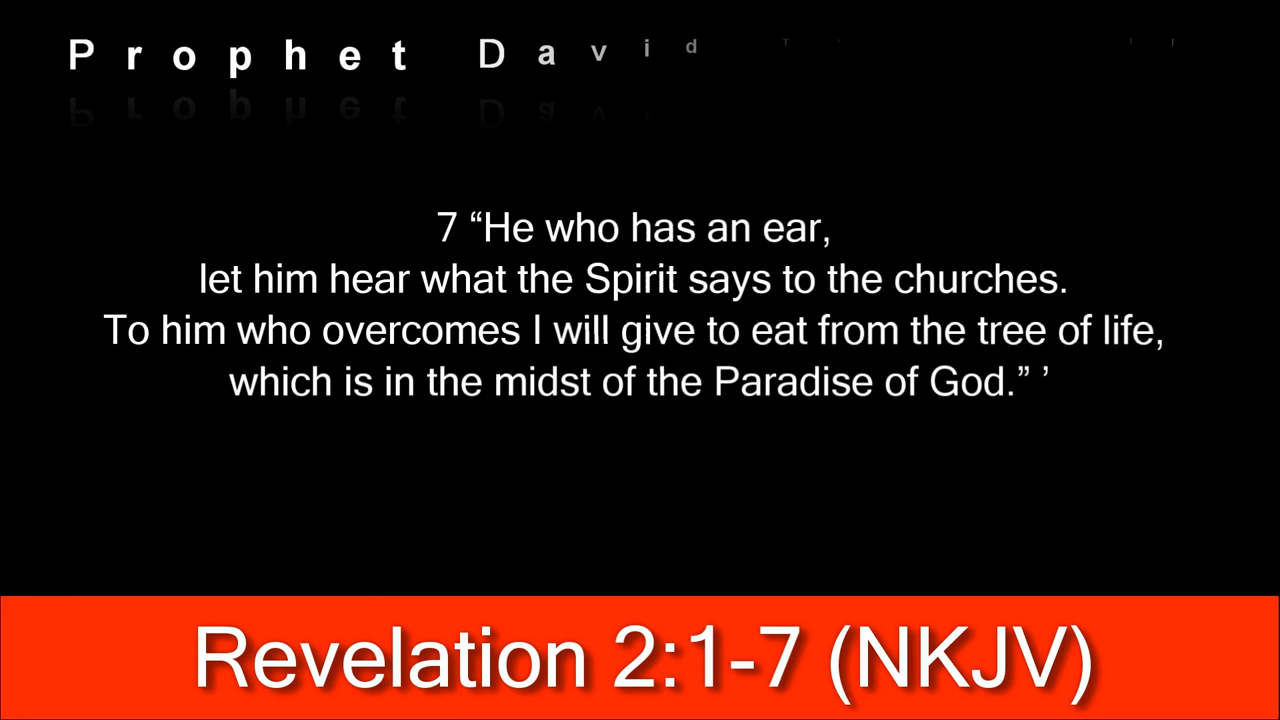 Prophet David
7 “He who has an ear,
let him hear what the Spirit says to the churches.
To him who overcomes I will give to eat from the tree of life,
which is in the midst of the Paradise of God.” ’
Revelation 2:1-7 (NKJV)